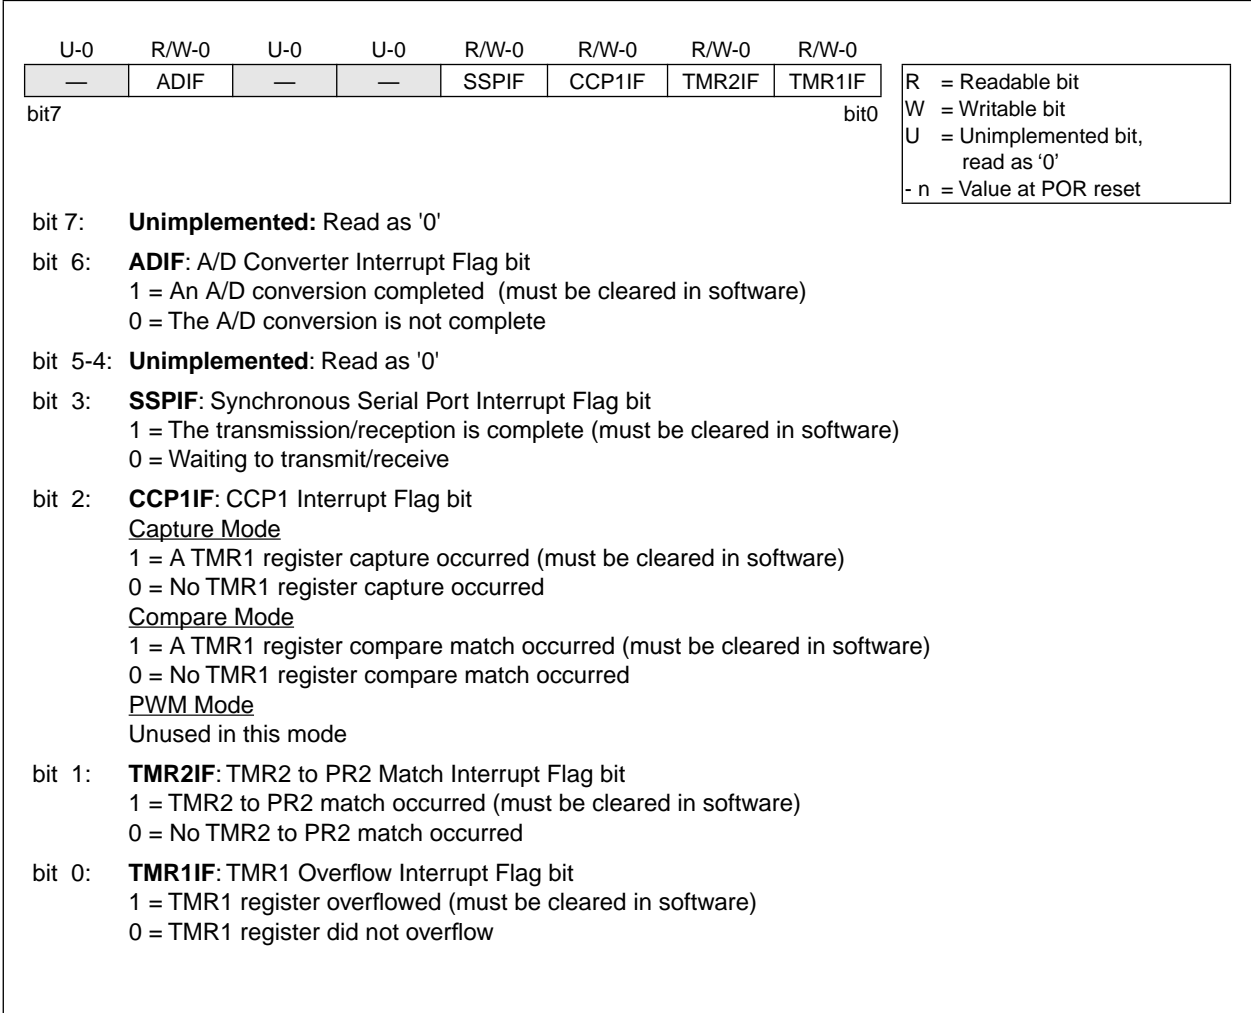 U-0 R/W-0 U-0 U-0 R/W-0 R/W-0 R/W-0 R/W-0
— ADIF — — SSPIF CCP1IF TMR2IF TMR1IF
bit7 bit0
R = Readable bit
W = Writable bit
U = Unimplemented bit,
read as ‘0’
- n = Value at POR reset
bit 7: Unimplemented: Read as '0'
bit 6: ADIF: A/D Converter Interrupt Flag bit
1 = An A/D conversion completed (must be cleared in software)
0 = The A/D conversion is not complete
bit 5-4: Unimplemented: Read as '0'
bit 3: SSPIF: Synchronous Serial Port Interrupt Flag bit
1 = The transmission/reception is complete (must be cleared in software)
0 = Waiting to transmit/receive
bit 2: CCP1IF: CCP1 Interrupt Flag bit
Capture Mode
1 = A TMR1 register capture occurred (must be cleared in software)
0 = No TMR1 register capture occurred
Compare Mode
1 = A TMR1 register compare match occurred (must be cleared in software)
0 = No TMR1 register compare match occurred
PWM Mode
Unused in this mode
bit 1: TMR2IF: TMR2 to PR2 Match Interrupt Flag bit
1 = TMR2 to PR2 match occurred (must be cleared in software)
0 = No TMR2 to PR2 match occurred
bit 0: TMR1IF: TMR1 Overflow Interrupt Flag bit
1 = TMR1 register overflowed (must be cleared in software)
0 = TMR1 register did not overflow